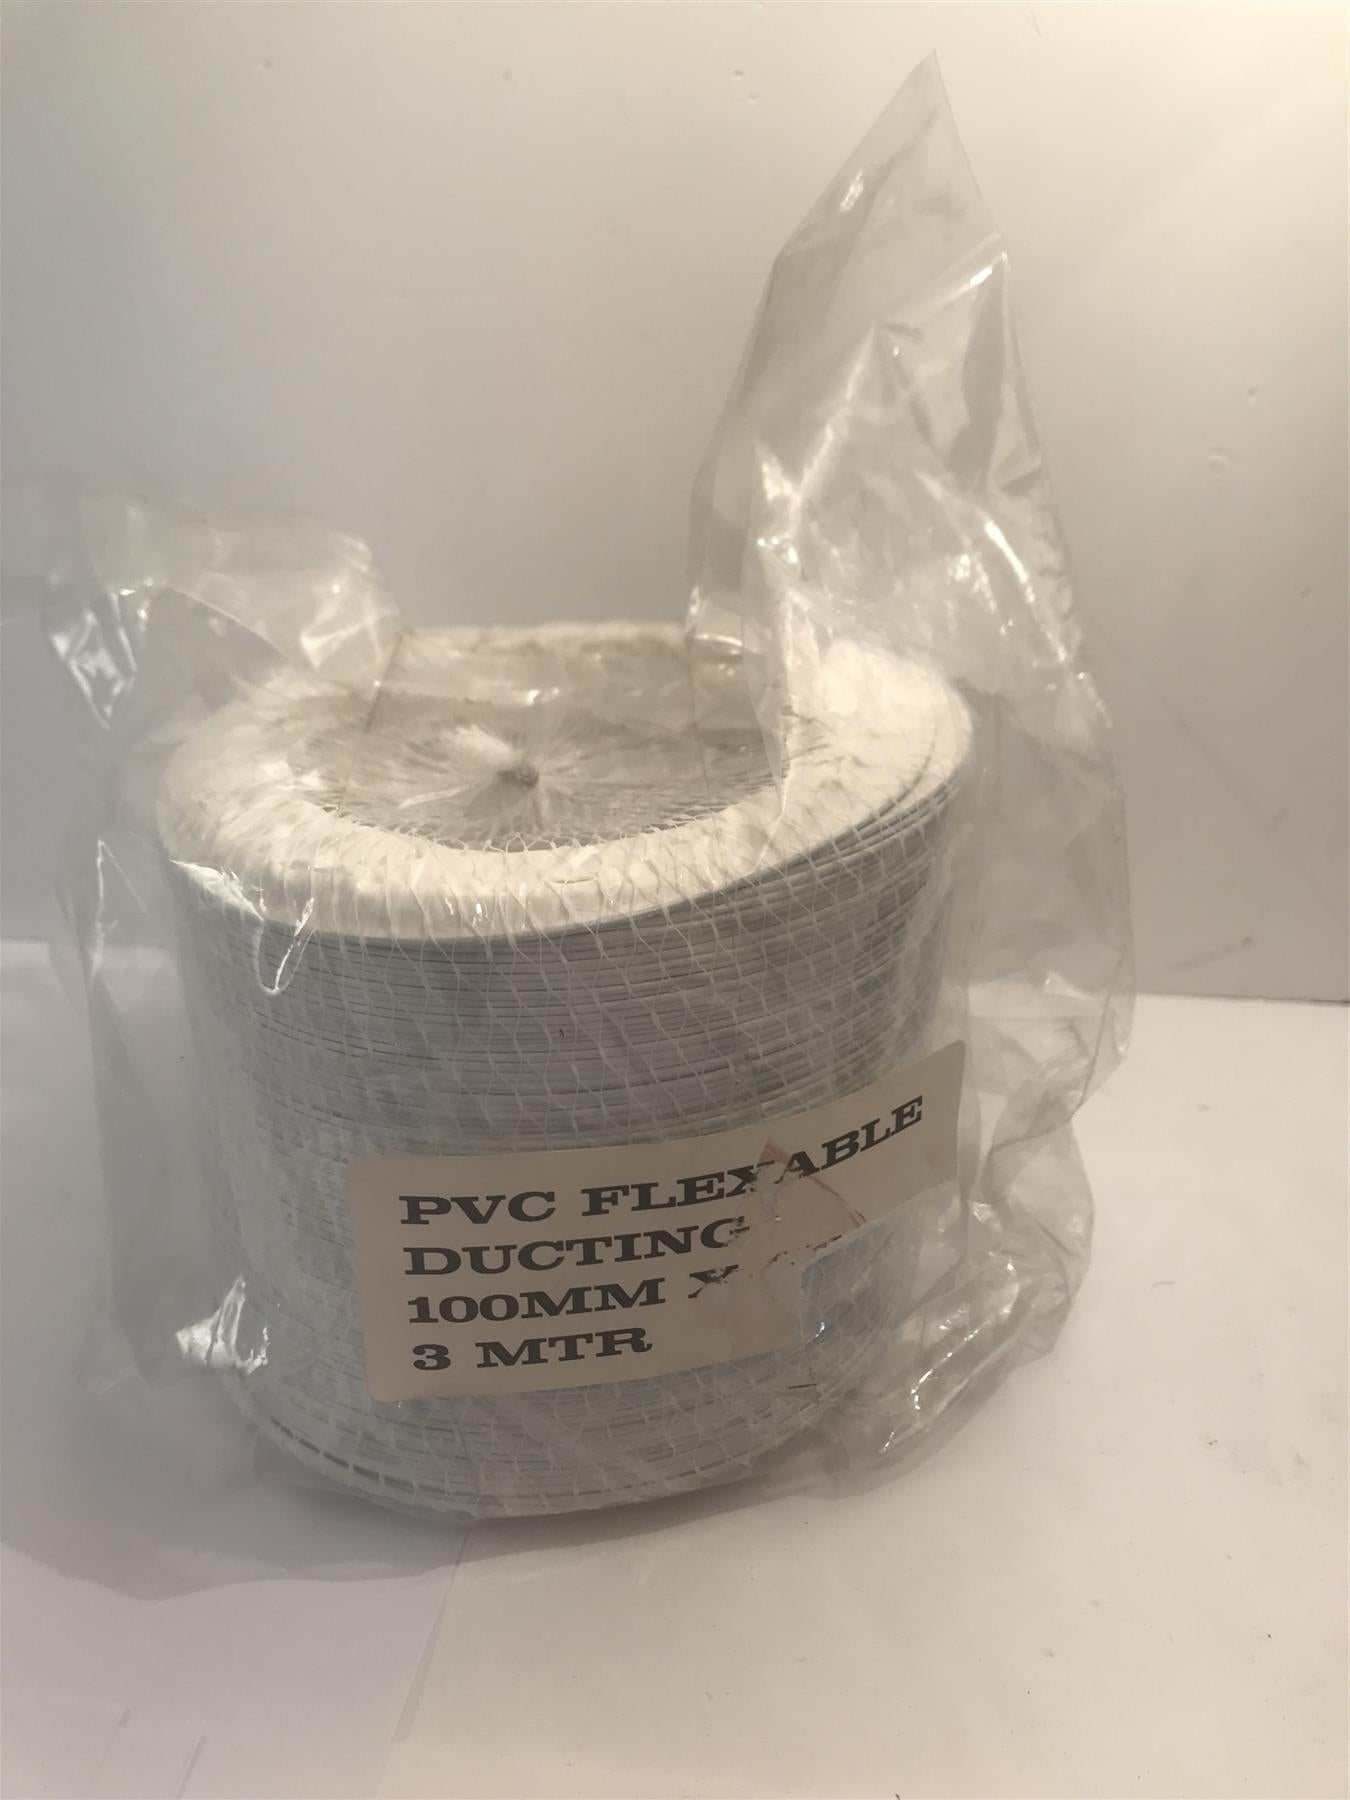 PVC FLEXABLE
DUCTING
100MM X
3 MTR